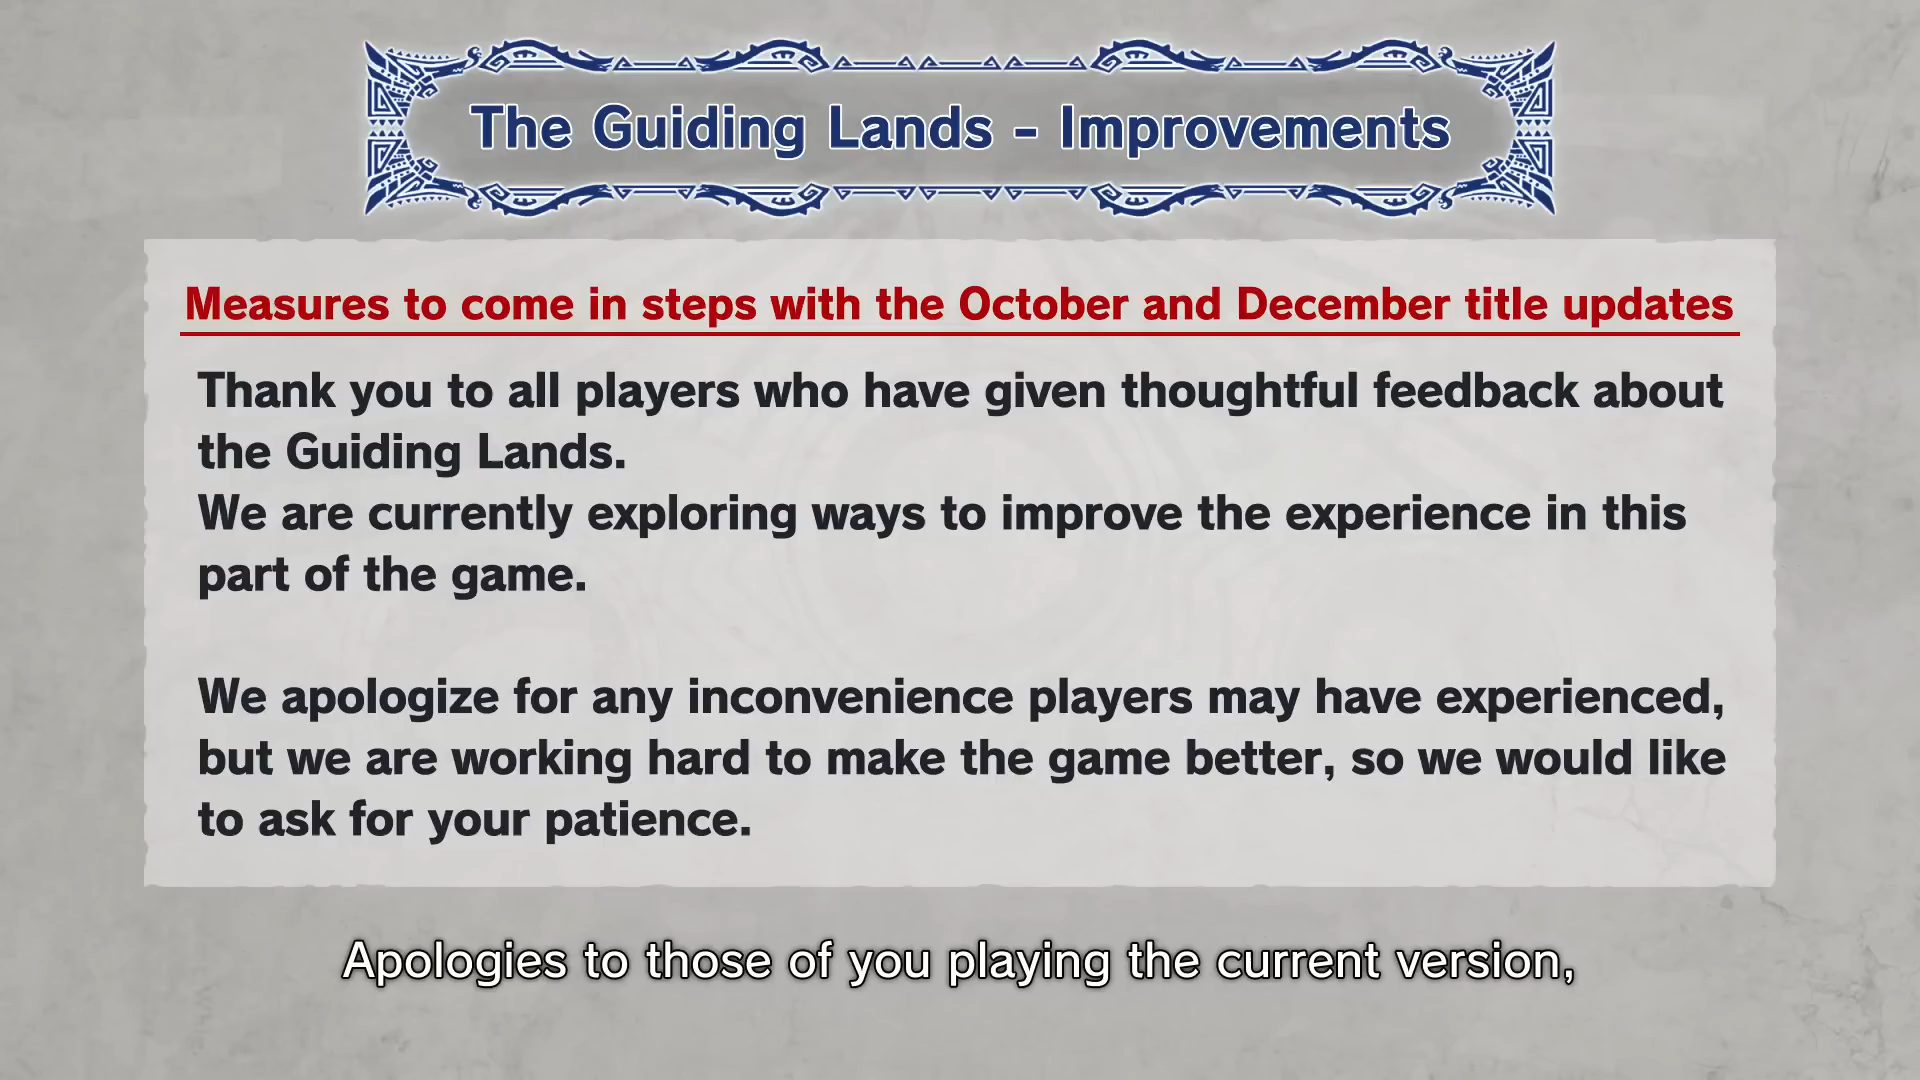 The Guiding Lands – Improvements
Measures to come in steps with the October and December title updates
Thank you to all players who have given thoughtful feedback about
the Guiding Lands.
We are currently exploring ways to improve the experience in this
part of the game.
We apologize for any inconvenience players may have experienced,
but we are working hard to make the game better, so we would like
to ask for your patience.
Apologies to those of you playing the current version,